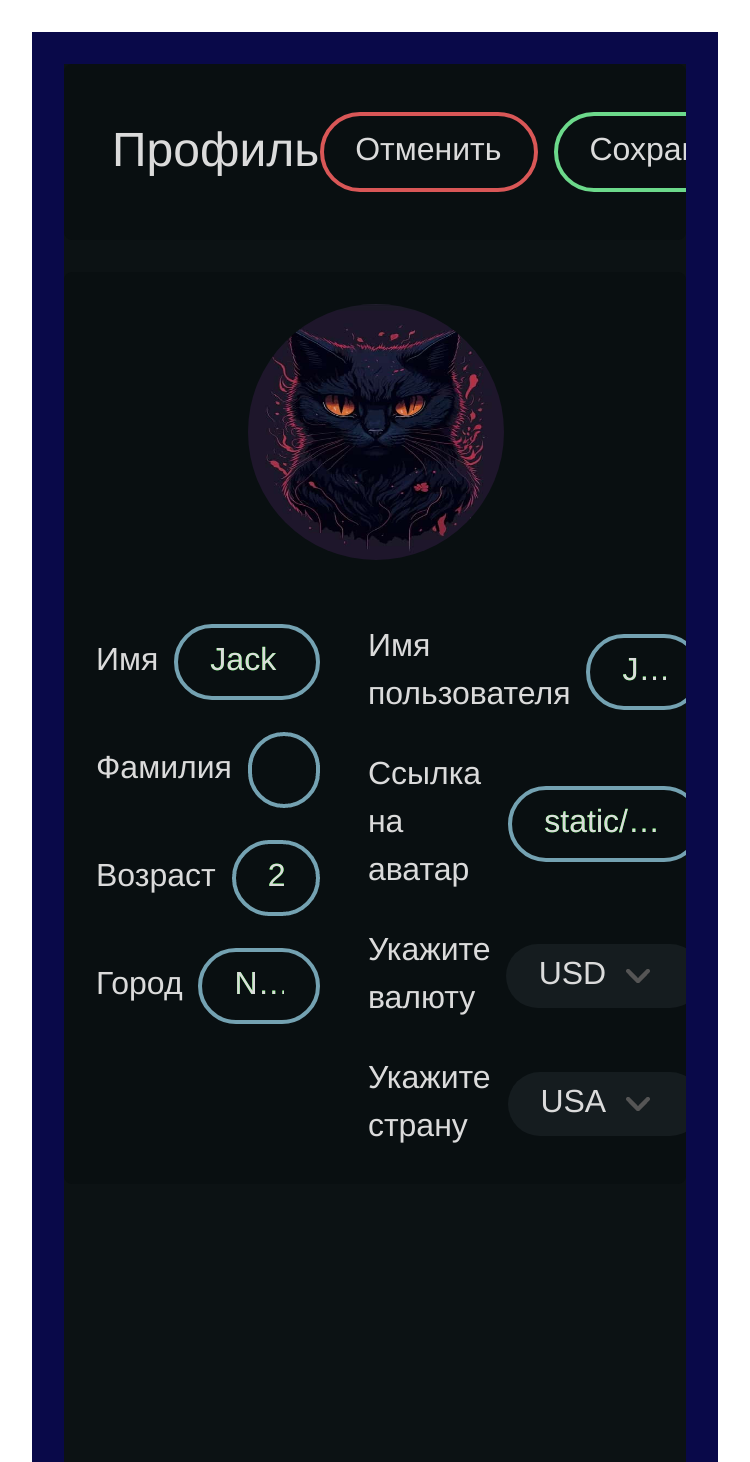 Профиль
Отменить
Сохра
Имя
Jack
Фамилия
Возраст
2
Город
N...
Имя
пользователя
J...
Ссылка
на
аватар
static/...
Укажите
валюту
USD
Укажите
страну
USA